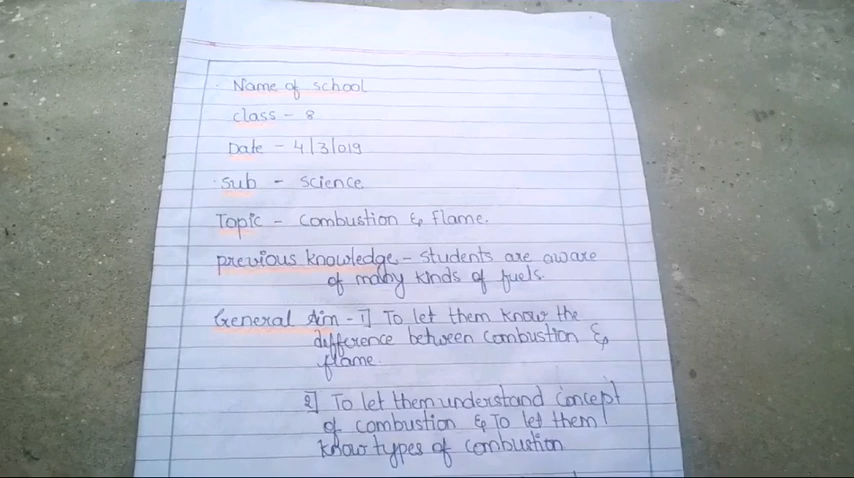 Name of school
class - 8
Date - 4/3/019
Sub - science
Topic - Combustion & flame.
previous knowledge - students are aware
of many kinds of fuels.
General Aim - 1] To let them know the
difference between combustion &
flame.
2] To let them understand concept
of combustion & To let them
know types of combustion